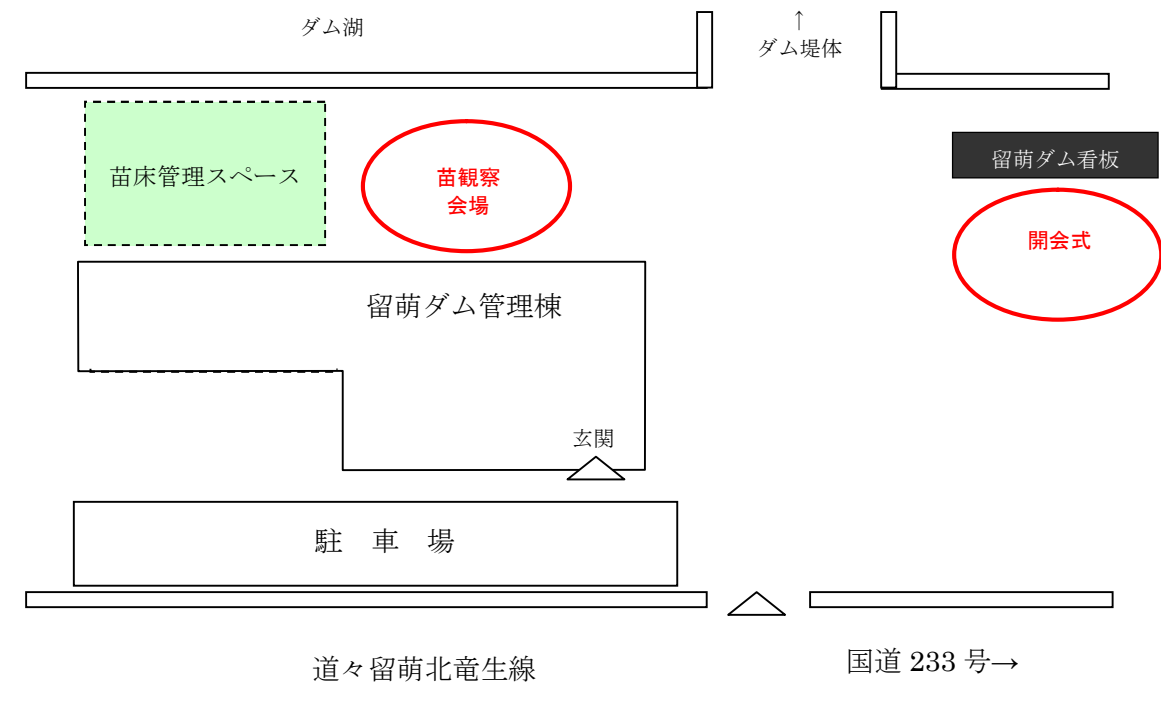 ダム湖
↑
ダム堤体
苗床管理スペース
苗観察
会場
留萌ダム看板
開会式
留萌ダム管理棟
玄関
駐 車 場
道々留萌北竜生線
国道 233 号→